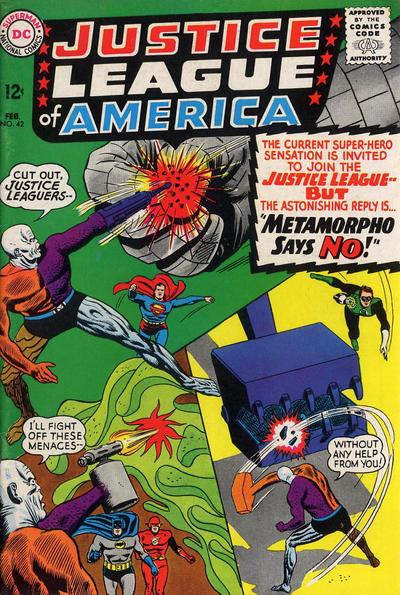 SUPERMAN
DC
NATIONAL COMICS
12¢
FEB.
NO. 42
JUSTICE
LEAGUE
of AMERICA
APPROVED
BY THE
COMICS
CODE
CA
AUTHORITY
CUT OUT,
JUSTICE
LEAGUERS--
THE CURRENT SUPER-HERO
SENSATION IS INVITED
TO JOIN THE
JUSTICE LEAGUE--
BUT
THE ASTONISHING REPLY IS...
"METAMORPHO
SAYS NO!"
I'LL FIGHT
OFF THESE
MENACES--
WITHOUT
ANY HELP
FROM YOU!